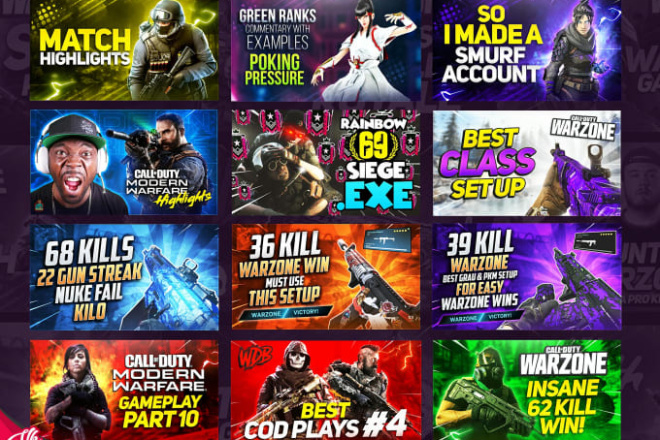 MATCH
HIGHLIGHTS
GREEN RANKS
COMMENTARY WITH
EXAMPLES
POKING
PRESSURE
SO
I MADE A
SMURF
ACCOUNT
CALL OF DUTY
MODERN
WARFARE
Highlights
RAINBOW
69
SIEGE
.EXE
CALL OF DUTY
WARZONE
BEST
CLASS
SETUP
68 KILLS
22 GUN STREAK
NUKE FAIL
KILO
36 KILL
WARZONE WIN
MUST USE
THIS SETUP
WARZONE VICTORY!
39 KILL
WARZONE
BEST GRAU & PKM SETUP
FOR EASY
WARZONE WINS
WARZONE VICTORY!
CALL OF DUTY
MODERN
WARFARE
GAMEPLAY
PART 10
WDB
BEST
COD PLAYS #4
CALL OF DUTY
WARZONE
INSANE
62 KILL
WIN!